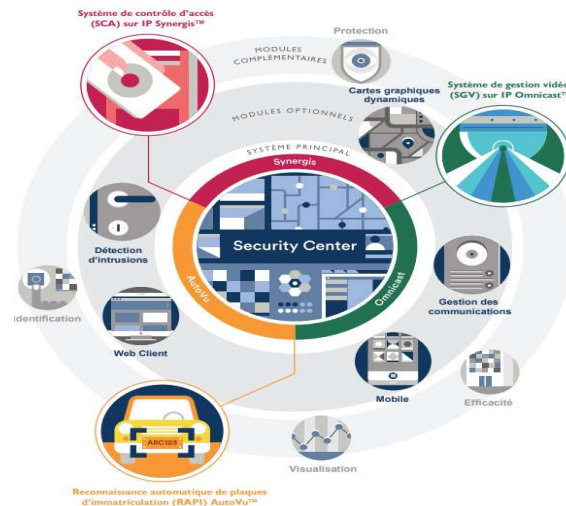 Système de contrôle d'accès
(SCA) sur IP Synergis™
Protection
MODULES
COMPLÉMENTAIRES
Cartes graphiques
dynamiques
Système de gestion vidéo
(SGV) sur IP Omnicast™
MODULES OPTIONNELS
SYSTÈME PRINCIPAL
Synergis
Security Center
AutoVu
Omnicast
Détection
d'intrusions
Gestion des
communications
Identification
Web Client
Mobile
Efficacité
ABC123
Visualisation
Reconnaissance automatique de plaques
d'immatriculation (RAPI) AutoVu™